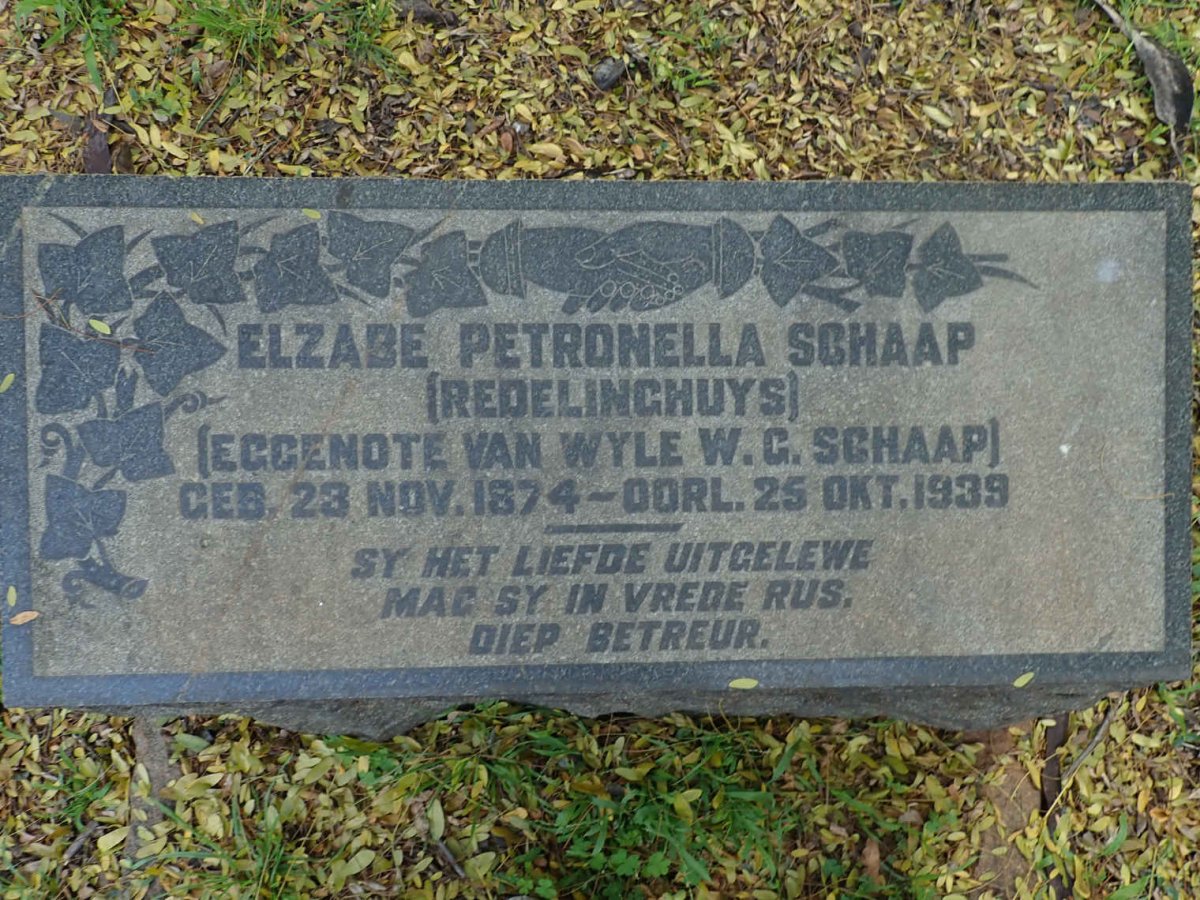 ELZABE PETRONELLA SCHAAP
(REDELINGHUYS)
(EGGENOTE VAN WYLE W. G. SCHAAP)
GEB. 23 NOV. 1874 – OORL. 25 OKT. 1939
SY HET LIEFDE UITGELEWE
MAG SY IN VREDE RUS.
DIEP BETREUR.